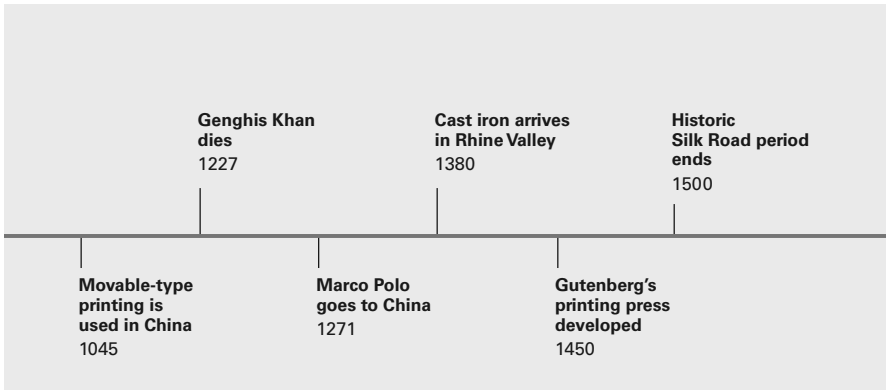 Genghis Khan
dies
1227
Cast iron arrives
in Rhine Valley
1380
Historic
Silk Road period
ends
1500
Movable-type
printing is
used in China
1045
Marco Polo
goes to China
1271
Gutenberg's
printing press
developed
1450